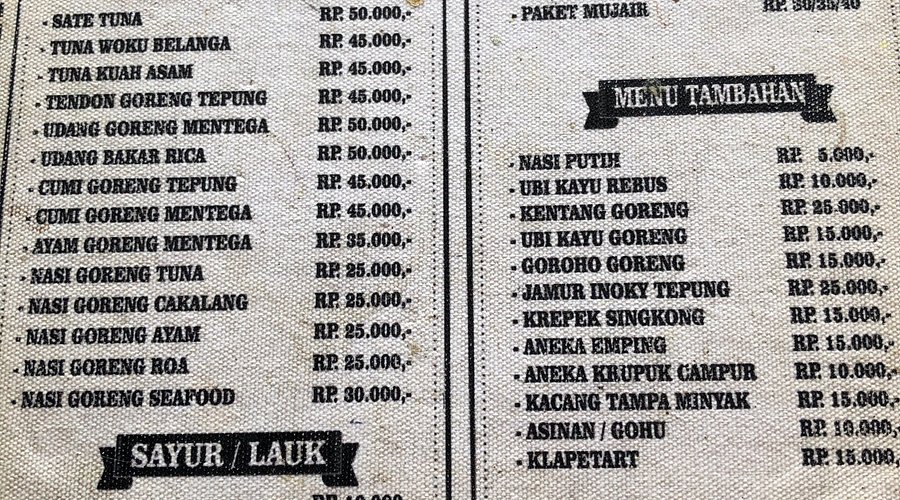 - SATE TUNA RP. 50.000,-
- TUNA WOKU BELANGA RP. 45.000,-
- TUNA KUAH ASAM RP. 45.000,-
- TENDON GORENG TEPUNG RP. 45.000,-
- UDANG GORENG MENTEGA RP. 50.000,-
- UDANG BAKAR RICA RP. 50.000,-
- CUMI GORENG TEPUNG RP. 45.000,-
- CUMI GORENG MENTEGA RP. 45.000,-
- AYAM GORENG MENTEGA RP. 35.000,-
- NASI GORENG TUNA RP. 25.000,-
- NASI GORENG CAKALANG RP. 25.000,-
- NASI GORENG AYAM RP. 25.000,-
- NASI GORENG ROA RP. 25.000,-
- NASI GORENG SEAFOOD RP. 30.000,-
SAYUR / LAUK
- PAKET MUJAIR RP. 30/35/40
MENU TAMBAHAN
- NASI PUTIH RP. 5.000,-
- UBI KAYU REBUS RP. 10.000,-
- KENTANG GORENG RP. 25.000,-
- UBI KAYU GORENG RP. 15.000,-
- GOROHO GORENG RP. 15.000,-
- JAMUR INOKY TEPUNG RP. 25.000,-
- KREPEK SINGKONG RP. 15.000,-
- ANEKA EMPING RP. 15.000,-
- ANEKA KRUPUK CAMPUR RP. 10.000,-
- KACANG TAMPA MINYAK RP. 15.000,-
- ASINAN / GOHU RP. 10.000,-
- KLAPETART RP. 15.000,-